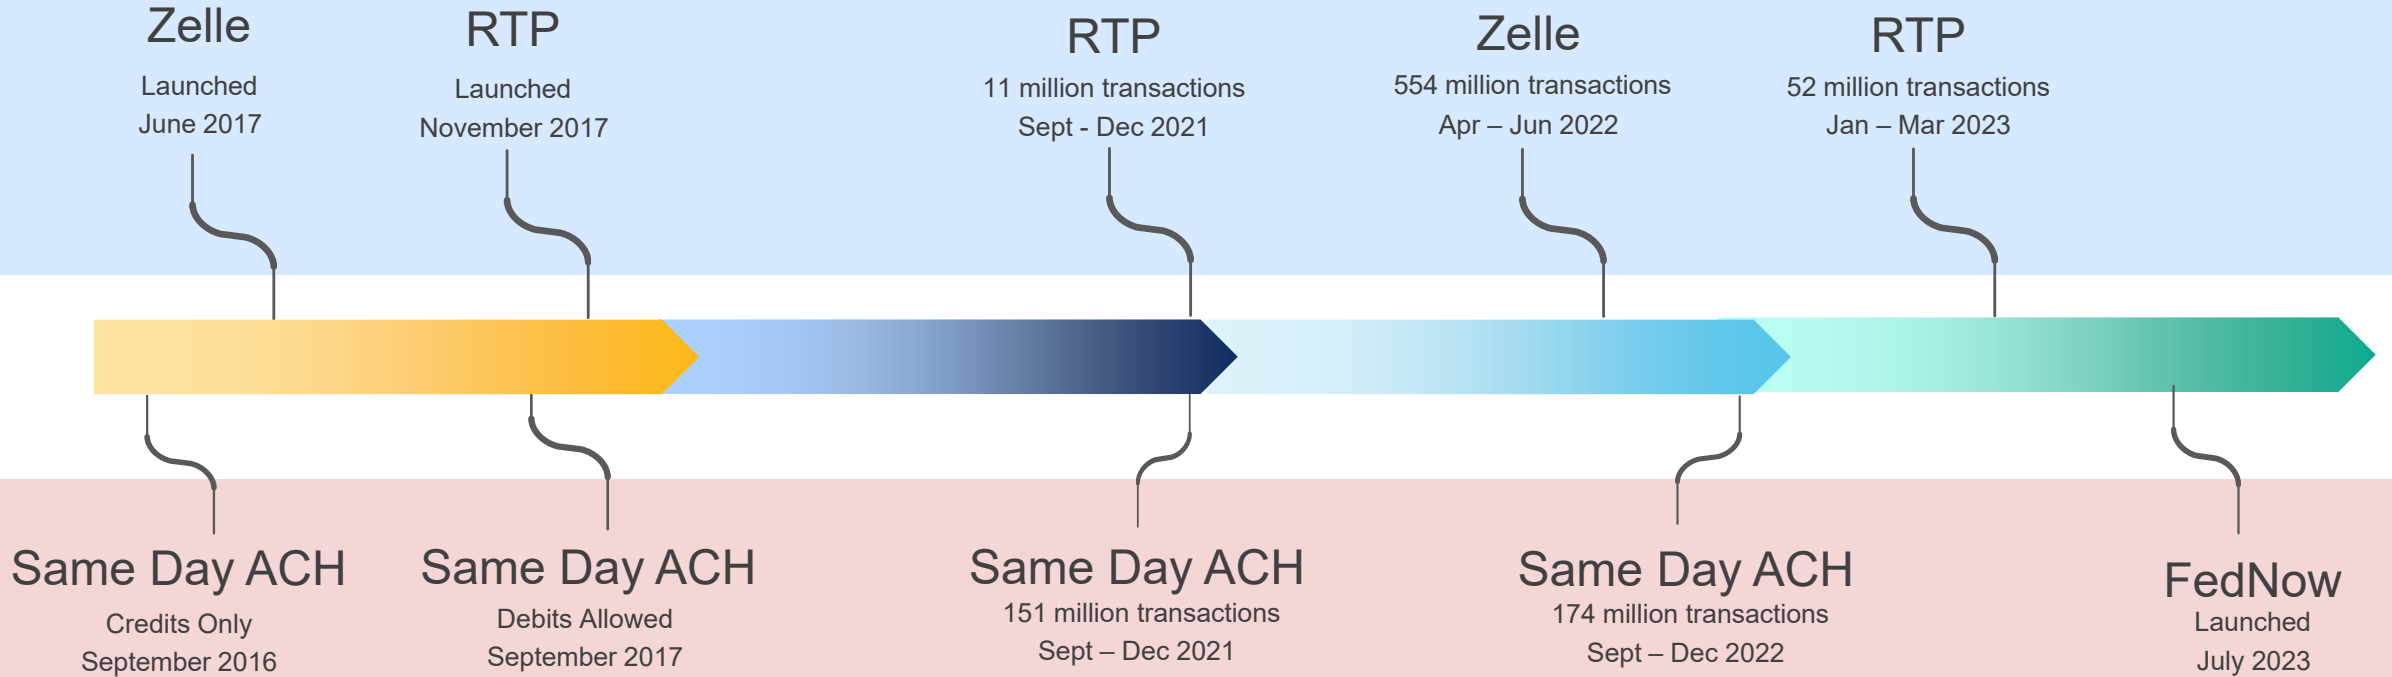 Zelle
Launched
June 2017
RTP
Launched
November 2017
RTP
11 million transactions
Sept - Dec 2021
Zelle
554 million transactions
Apr – Jun 2022
RTP
52 million transactions
Jan – Mar 2023
Same Day ACH
Credits Only
September 2016
Same Day ACH
Debits Allowed
September 2017
Same Day ACH
151 million transactions
Sept – Dec 2021
Same Day ACH
174 million transactions
Sept – Dec 2022
FedNow
Launched
July 2023